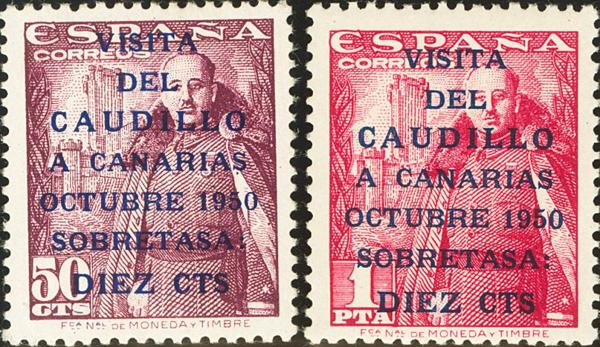 ESPAÑA
CORREOS
VISITA
DEL
CAUDILLO
A CANARIAS
OCTUBRE 1950
SOBRETASA:
DIEZ CTS
50
CTS
FCA NAL DE MONEDA Y TIMBRE
ESPAÑA
CORR
VISITA
DEL
CAUDILLO
A CANARIAS
OCTUBRE 1950
SOBRETASA:
DIEZ CTS
1
PTA
FCA NAL DE MONEDA Y TIMBRE